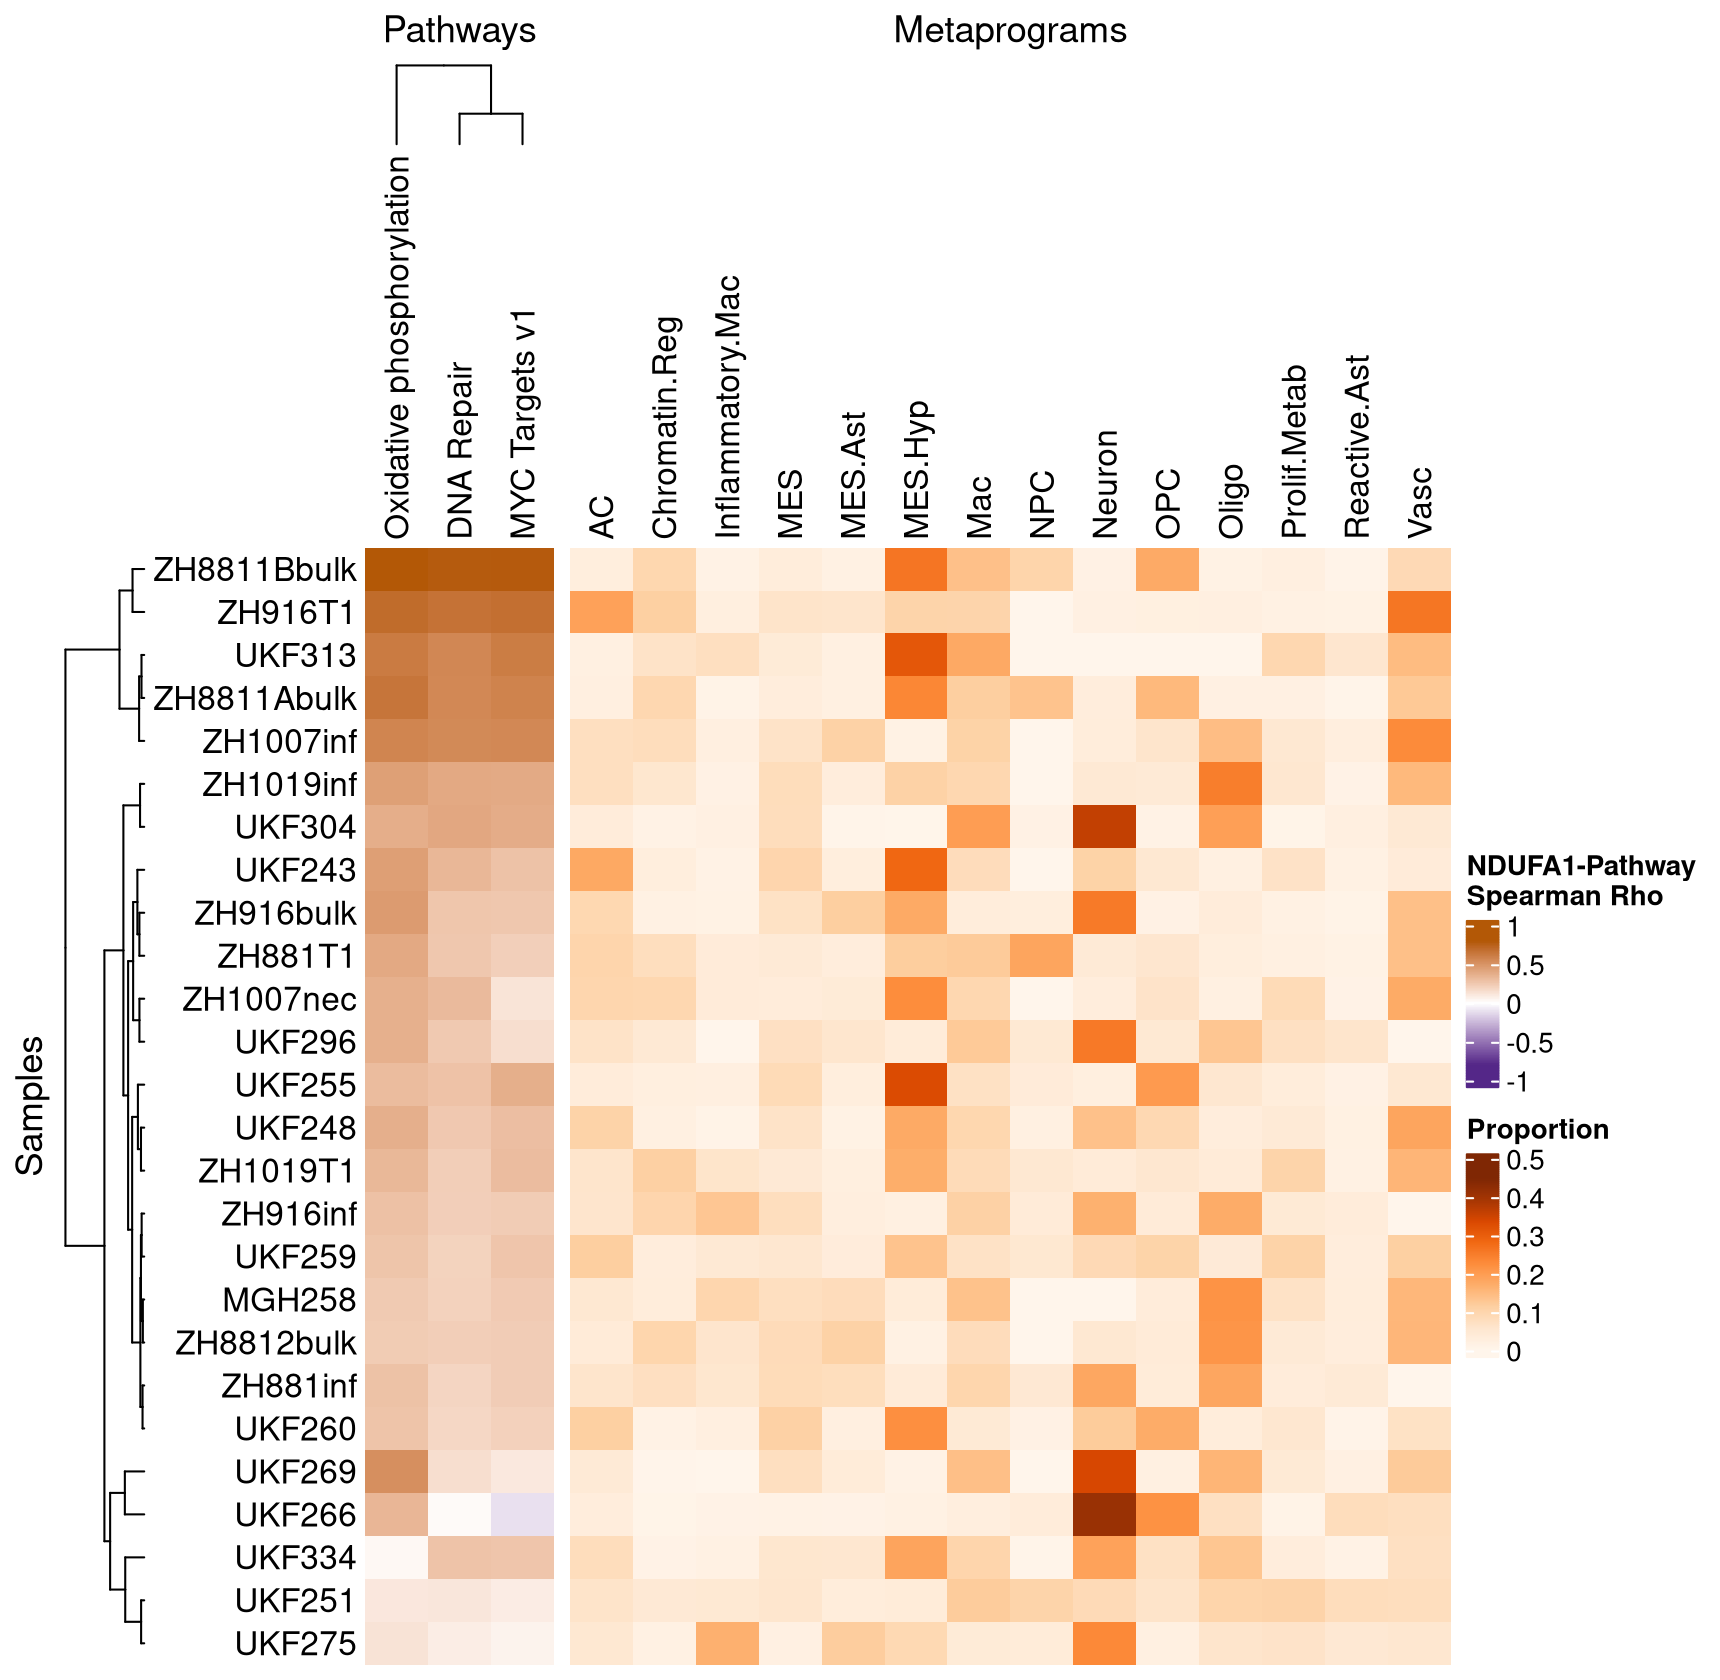 Pathways
Metaprograms
Oxidative phosphorylation
DNA Repair
MYC Targets v1
AC
Chromatin.Reg
Inflammatory.Mac
MES
MES.Ast
MES.Hyp
Mac
NPC
Neuron
OPC
Oligo
Prolif.Metab
Reactive.Ast
Vasc
Samples
ZH8811Bbulk
ZH916T1
UKF313
ZH8811Abulk
ZH1007inf
ZH1019inf
UKF304
UKF243
ZH916bulk
ZH881T1
ZH1007nec
UKF296
UKF255
UKF248
ZH1019T1
ZH916inf
UKF259
MGH258
ZH8812bulk
ZH881inf
UKF260
UKF269
UKF266
UKF334
UKF251
UKF275
NDUFA1-Pathway
Spearman Rho
1
0.5
0
-0.5
-1
Proportion
0.5
0.4
0.3
0.2
0.1
0